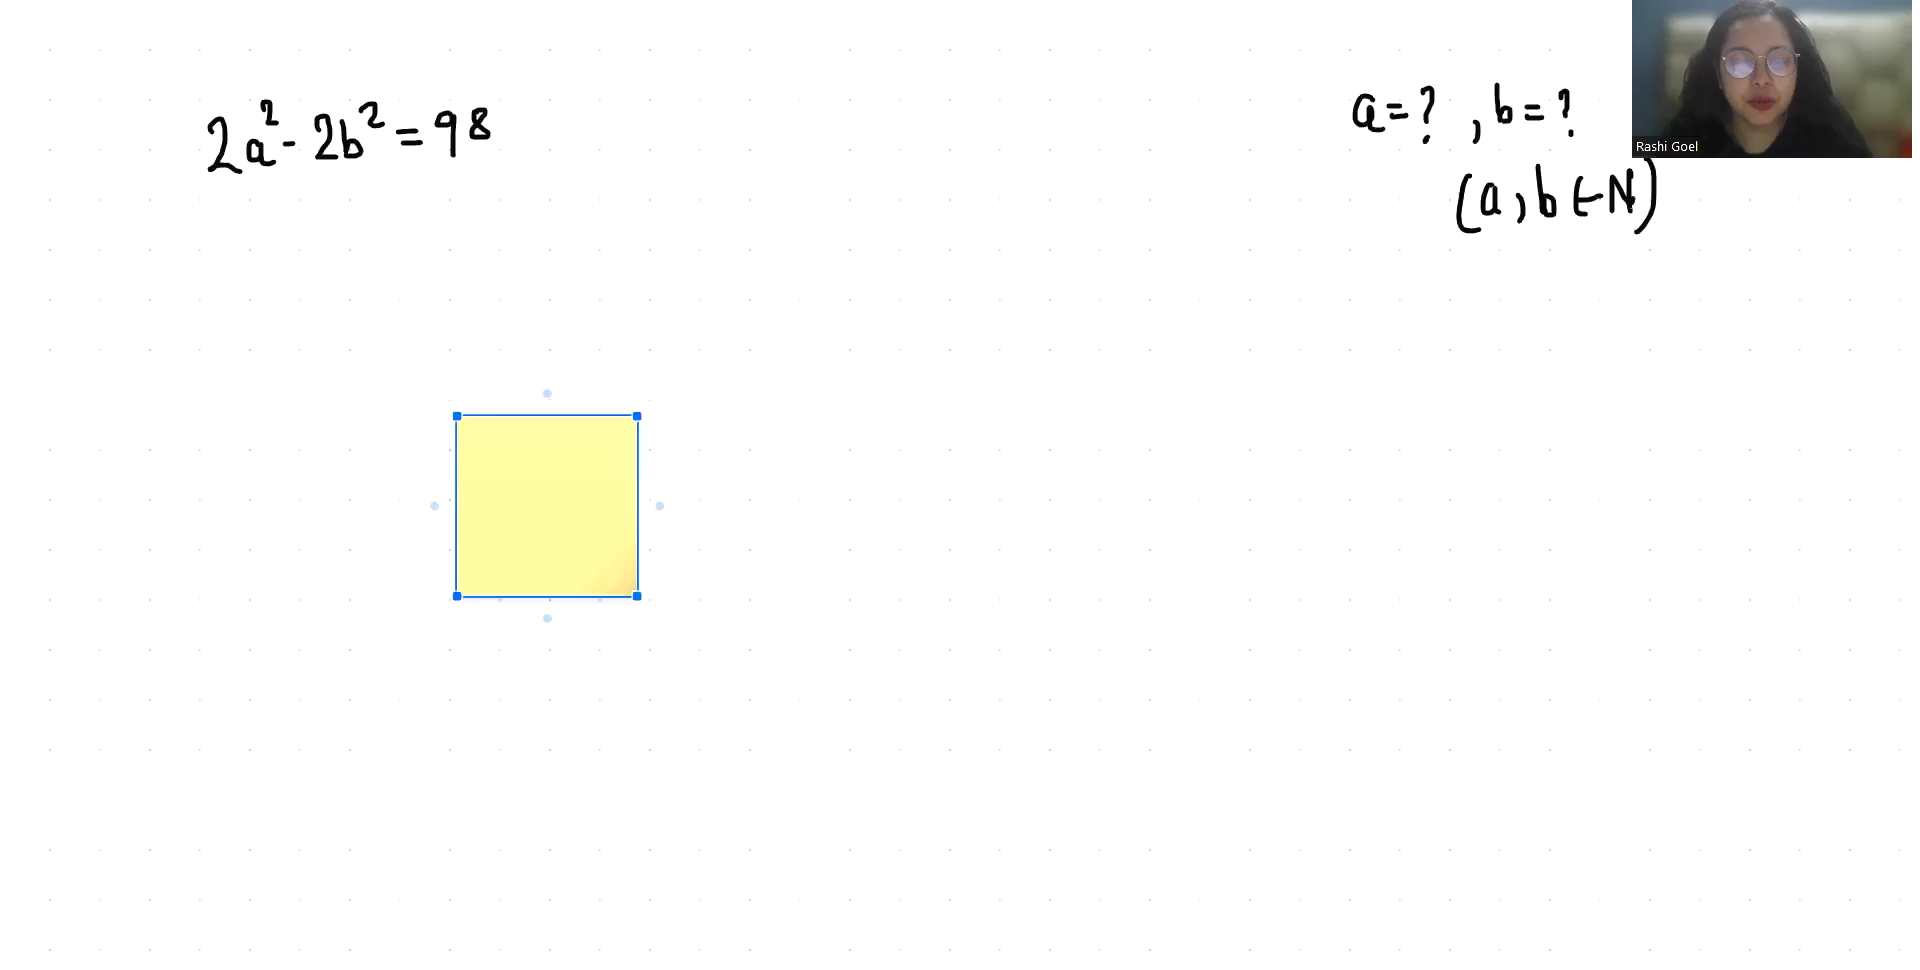 2a² - 2b² = 98
a = ? , b = ?
(a, b ∈ N)
Rashi Goel